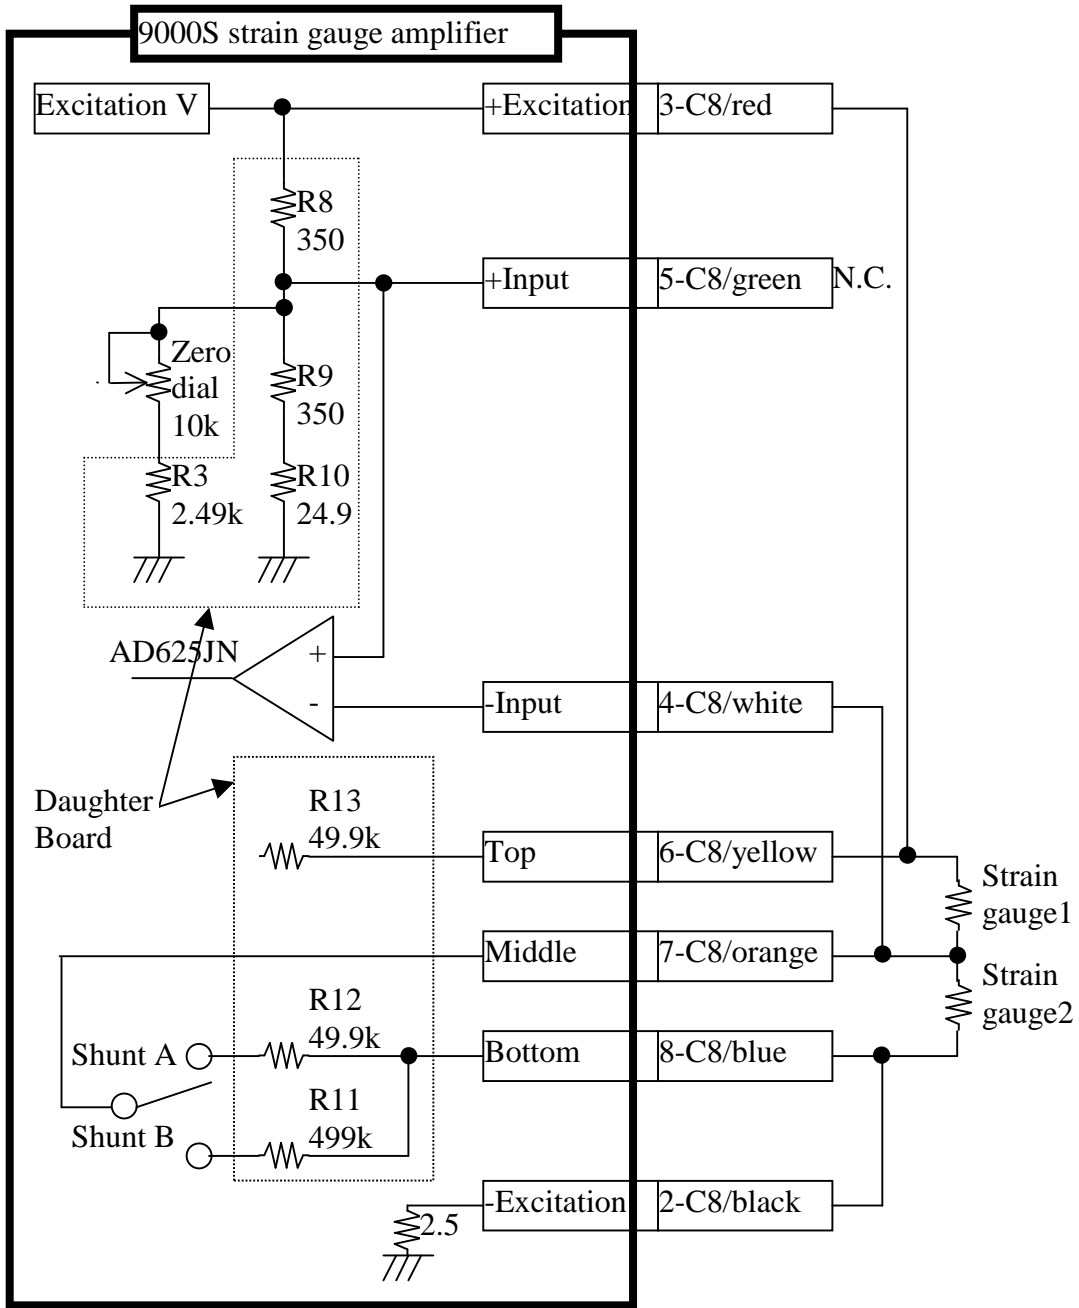 9000S strain gauge amplifier
Excitation V
+Excitation
3-C8/red
R8
350
+Input
5-C8/green
N.C.
Zero
dial
10k
R9
350
R3
2.49k
R10
24.9
AD625JN
+
-
-Input
4-C8/white
Daughter
Board
R13
49.9k
Top
6-C8/yellow
Strain
gauge1
Middle
7-C8/orange
Strain
gauge2
R12
49.9k
Shunt A
Bottom
8-C8/blue
R11
499k
Shunt B
-Excitation
2-C8/black
2.5